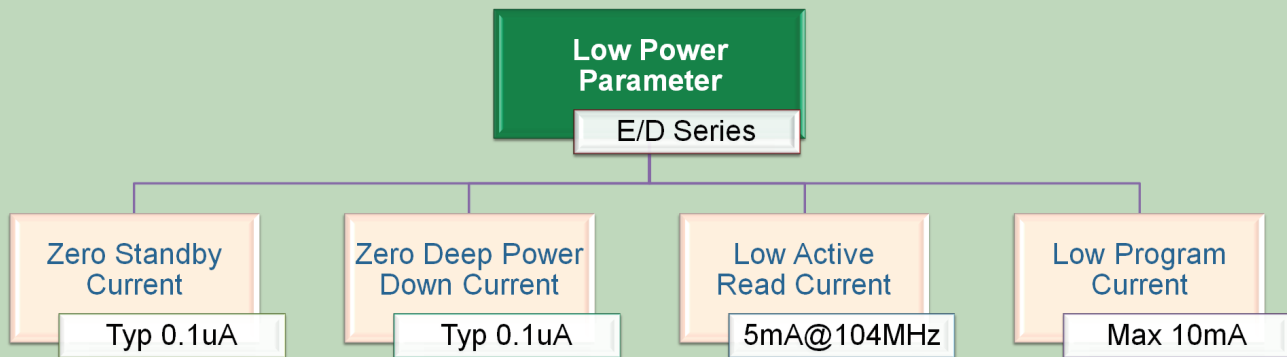 Low Power
Parameter
E/D Series
Zero Standby
Current
Typ 0.1uA
Zero Deep Power
Down Current
Typ 0.1uA
Low Active
Read Current
5mA@104MHz
Low Program
Current
Max 10mA